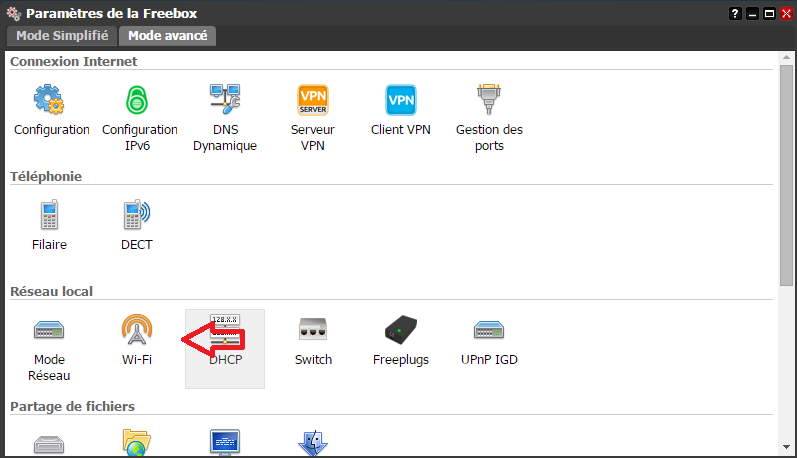 Paramètres de la Freebox
?
Mode Simplifié
Mode avancé
Connexion Internet
Configuration
Configuration
IPv6
DNS
Dynamique
VPN
SERVER
Serveur
VPN
VPN
Client VPN
Gestion des
ports
Téléphonie
Filaire
DECT
Réseau local
Mode
Réseau
Wi-Fi
128.X.X
DHCP
Switch
Freeplugs
UPnP IGD
Partage de fichiers